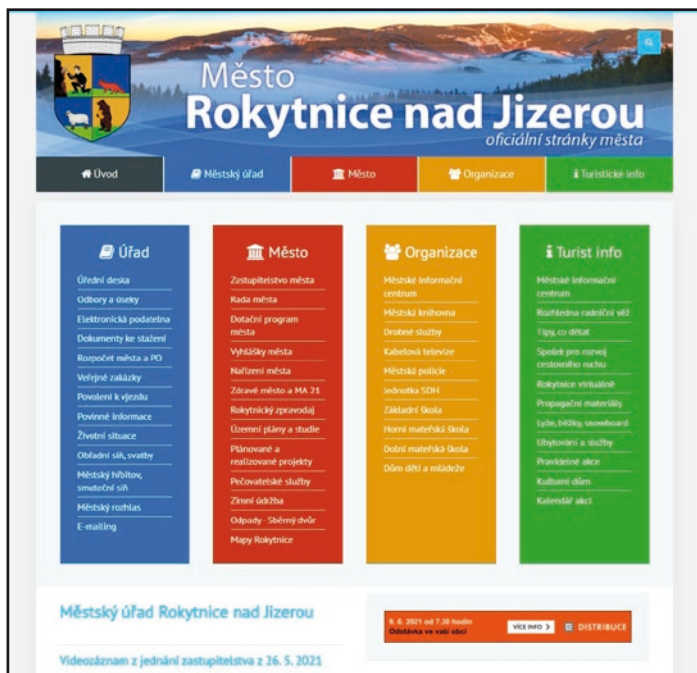 Město
Rokytnice nad Jizerou
oficiální stránky města
Úvod
Městský úřad
Město
Organizace
Turistické info
Úřad
Úřední deska
Odbory a úseky
Elektronická podatelna
Dokumenty ke stažení
Rozpočet města a PO
Veřejné zakázky
Povolení k vjezdu
Povinné informace
Životní situace
Obřadní síň, svatby
Městský hřbitov,
smuteční síň
Městský rozhlas
E-mailing
Město
Zastupitelstvo města
Rada města
Dotační program
města
Vyhlášky města
Nařízení města
Zdravé město a MA 21
Rokytnický zpravodaj
Územní plány a studie
Plánované a
realizované projekty
Pečovatelské služby
Zimní údržba
Odpady - Sběrný dvůr
Mapy Rokytnice
Organizace
Městské informační
centrum
Městská knihovna
Drobné služby
Kabelová televize
Městská policie
Jednotka SDH
Základní škola
Horní mateřská škola
Dolní mateřská škola
Dům dětí a mládeže
Turist info
Městské informační
centrum
Rozhledna radniční věž
Tipy, co dělat
Spolek pro rozvoj
cestovního ruchu
Rokytnice virtuálně
Propagační materiály
Lyže, běžky, snowboard
Ubytování a služby
Pravidelné akce
Kulturní dům
Kalendář akcí
Městský úřad Rokytnice nad Jizerou
Videozáznam z jednání zastupitelstva z 26. 5. 2021
9. 6. 2021 od 7.30 hodin
Odstávka ve vaší obci
VÍCE INFO
DISTRIBUCE